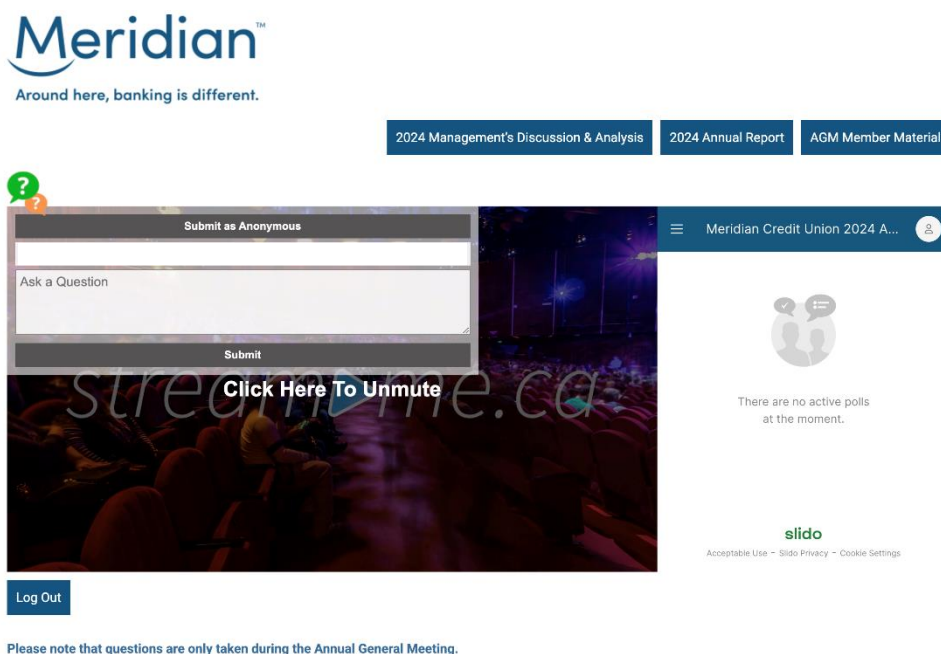 Meridian™
Around here, banking is different.
2024 Management's Discussion & Analysis
2024 Annual Report
AGM Member Material
?
?
Submit as Anonymous
Ask a Question
Submit
Click Here To Unmute
stream-me.ca
Meridian Credit Union 2024 A...
There are no active polls
at the moment.
slido
Acceptable Use - Slido Privacy - Cookie Settings
Log Out
Please note that questions are only taken during the Annual General Meeting.